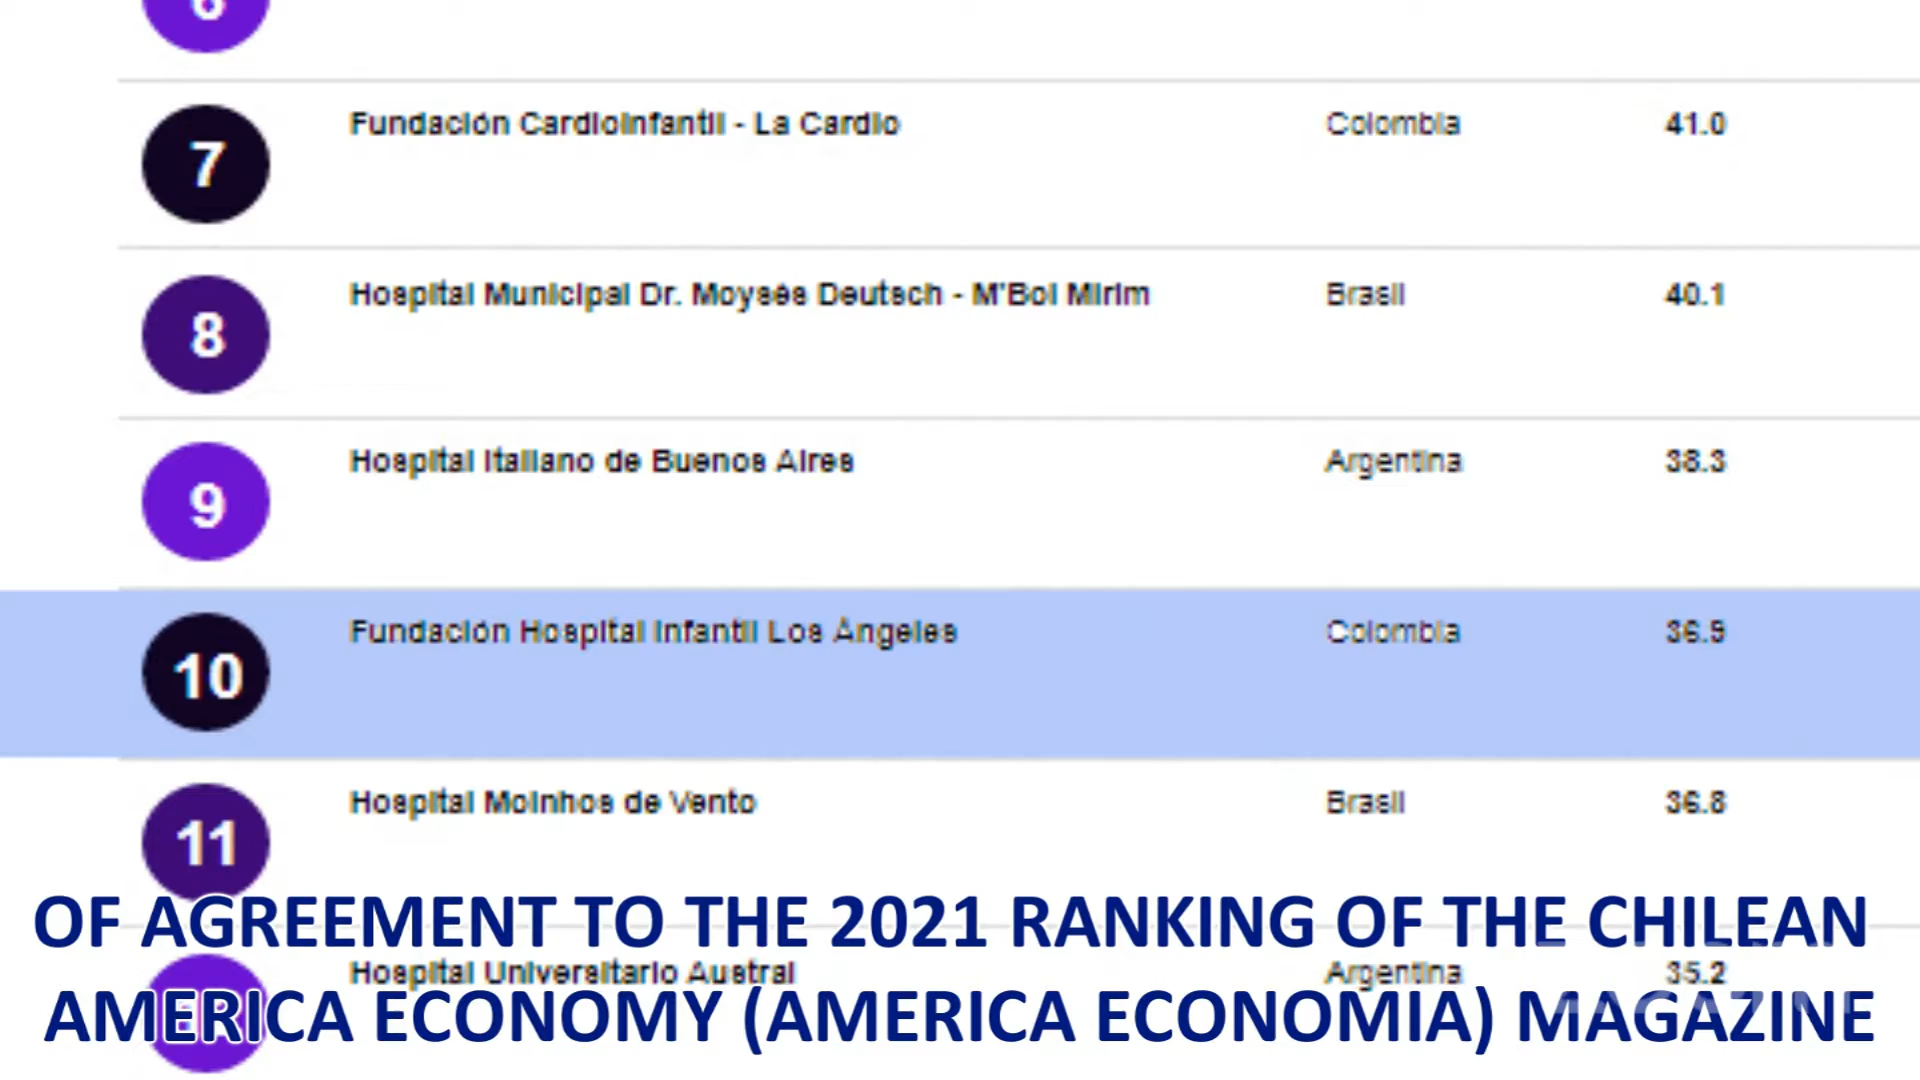 6
7 Fundación CardioInfantil - La Cardio Colombia 41.0
8 Hospital Municipal Dr. Moysés Deutsch - M'Boi Mirim Brasil 40.1
9 Hospital Italiano de Buenos Aires Argentina 38.3
10 Fundación Hospital Infantil Los Ángeles Colombia 36.9
11 Hospital Moinhos de Vento Brasil 36.8
OF AGREEMENT TO THE 2021 RANKING OF THE CHILEAN
Hospital Universitario Austral Argentina 35.2
AMERICA ECONOMY (AMERICA ECONOMIA) MAGAZINE